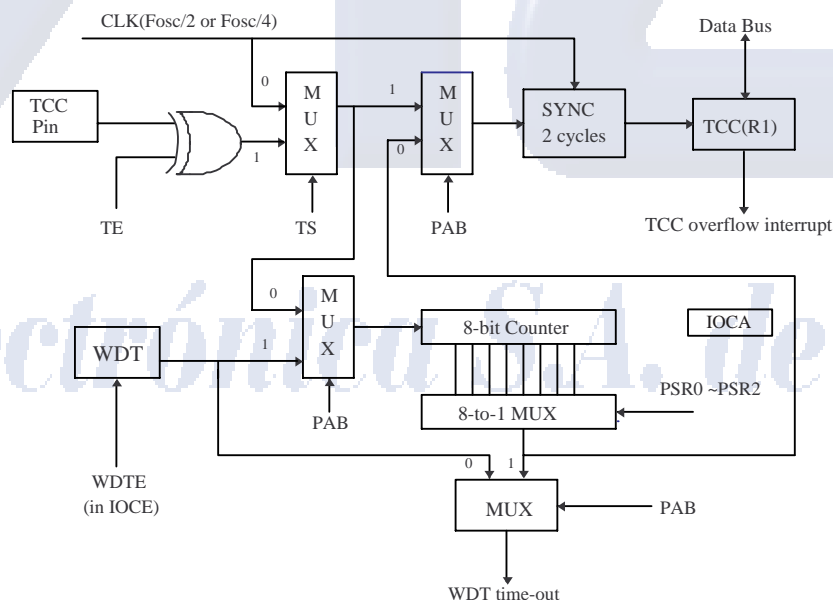 CLK(Fosc/2 or Fosc/4)
Data Bus
0
TCC
Pin
1
TE
M
U
X
TS
1
0
M
U
X
PAB
SYNC
2 cycles
TCC(R1)
TCC overflow interrupt
0
1
M
U
X
PAB
WDT
WDTE
(in IOCE)
8-bit Counter
IOCA
8-to-1 MUX
PSR0 ~PSR2
0
1
MUX
PAB
WDT time-out
ectrónica S.A. de